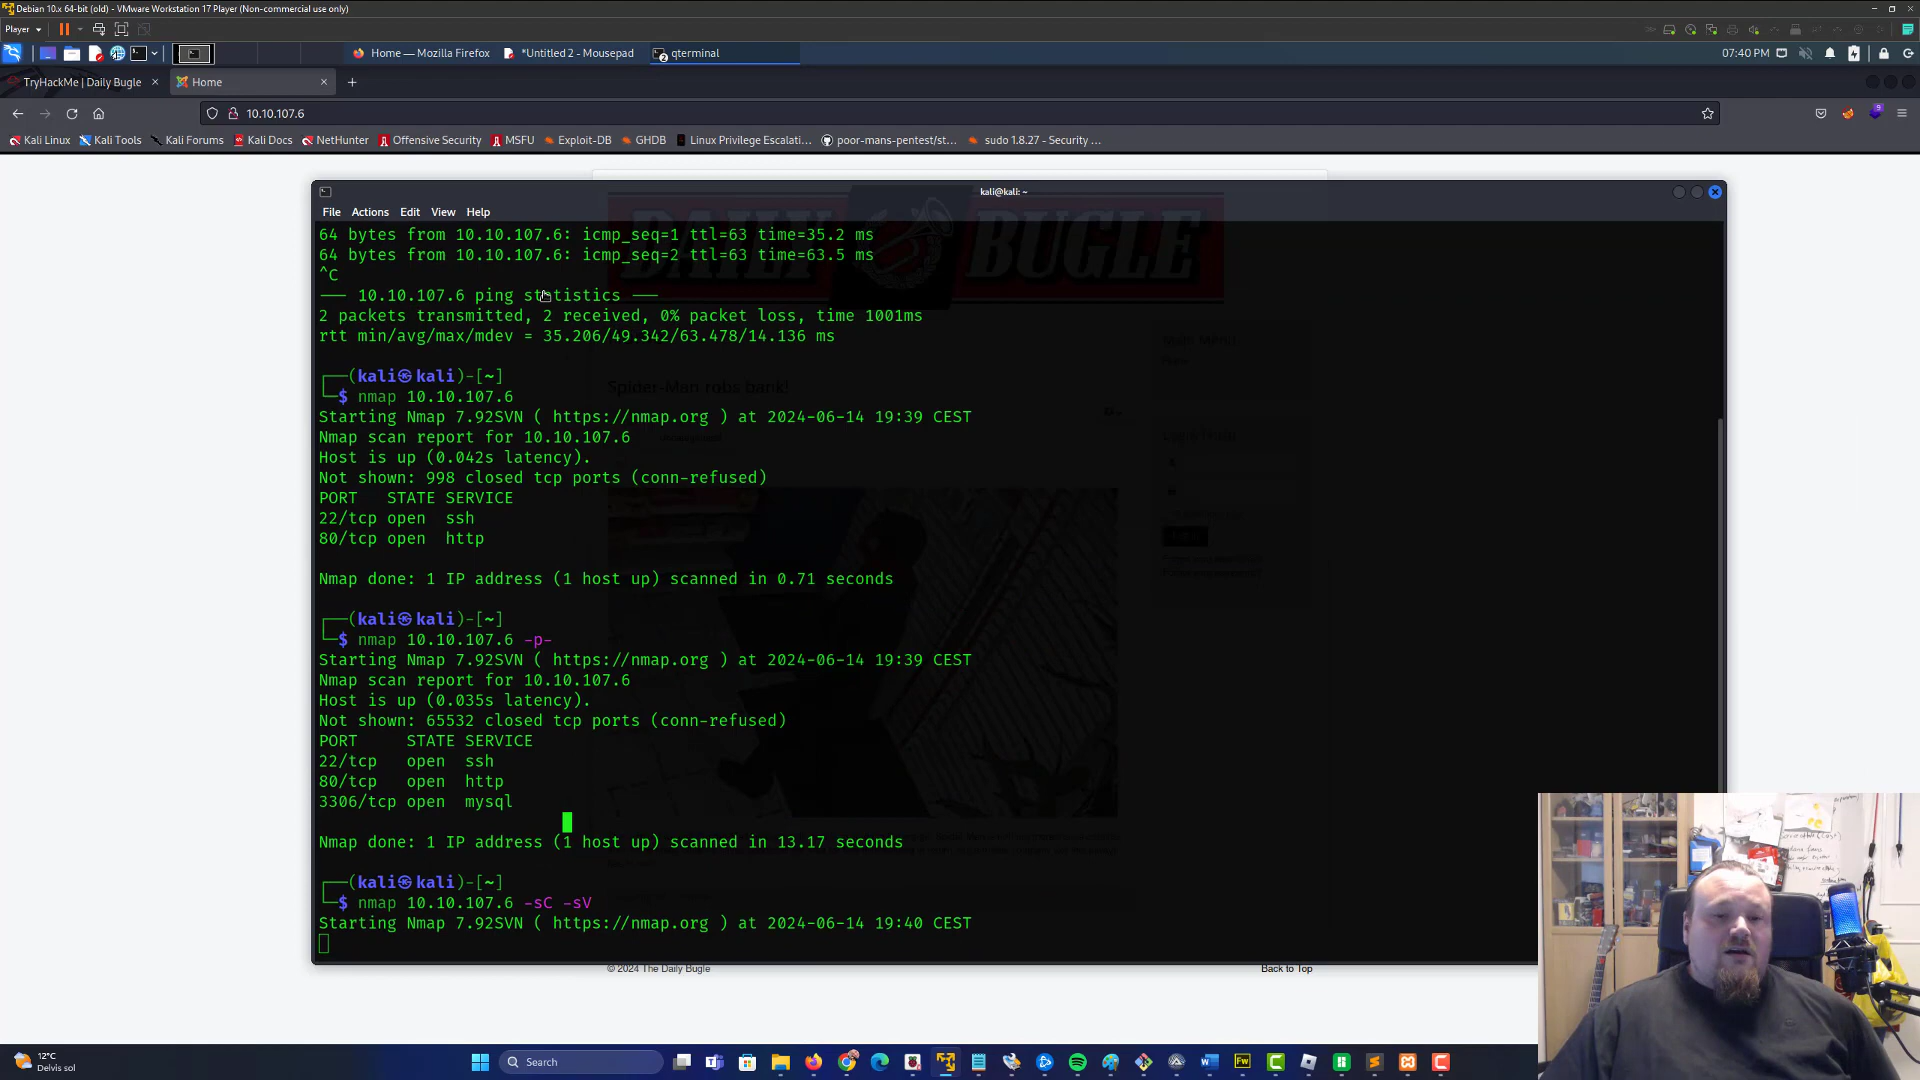 Debian 10.x 64-bit (old) - VMware Workstation 17 Player (Non-commercial use only)
Player
Home — Mozilla Firefox
*Untitled 2 - Mousepad
2
qterminal
07:40 PM
TryHackMe | Daily Bugle
Home
10.10.107.6
9
Kali Linux
Kali Tools
Kali Forums
Kali Docs
NetHunter
Offensive Security
MSFU
Exploit-DB
GHDB
Linux Privilege Escalati...
poor-mans-pentest/st...
sudo 1.8.27 - Security ...
kali@kali: ~
File Actions Edit View Help
DAILY BUGLE
64 bytes from 10.10.107.6: icmp_seq=1 ttl=63 time=35.2 ms
64 bytes from 10.10.107.6: icmp_seq=2 ttl=63 time=63.5 ms
^C
── 10.10.107.6 ping statistics ──
2 packets transmitted, 2 received, 0% packet loss, time 1001ms
rtt min/avg/max/mdev = 35.206/49.342/63.478/14.136 ms
Main Menu
Home
┌──(kali㉿kali)-[~]
Spider-Man robs bank!
└─$ nmap 10.10.107.6
Starting Nmap 7.92SVN ( https://nmap.org ) at 2024-06-14 19:39 CEST
Nmap scan report for 10.10.107.6
Login Form
Host is up (0.042s latency).
Not shown: 998 closed tcp ports (conn-refused)
PORT STATE SERVICE
22/tcp open ssh
80/tcp open http
Nmap done: 1 IP address (1 host up) scanned in 0.71 seconds
┌──(kali㉿kali)-[~]
└─$ nmap 10.10.107.6 -p-
Starting Nmap 7.92SVN ( https://nmap.org ) at 2024-06-14 19:39 CEST
Nmap scan report for 10.10.107.6
Host is up (0.035s latency).
Not shown: 65532 closed tcp ports (conn-refused)
PORT STATE SERVICE
22/tcp open ssh
80/tcp open http
3306/tcp open mysql
Nmap done: 1 IP address (1 host up) scanned in 13.17 seconds
┌──(kali㉿kali)-[~]
└─$ nmap 10.10.107.6 -sC -sV
Starting Nmap 7.92SVN ( https://nmap.org ) at 2024-06-14 19:40 CEST
© 2024 The Daily Bugle
Back to Top
12°C
Delvis sol
Search
Fw